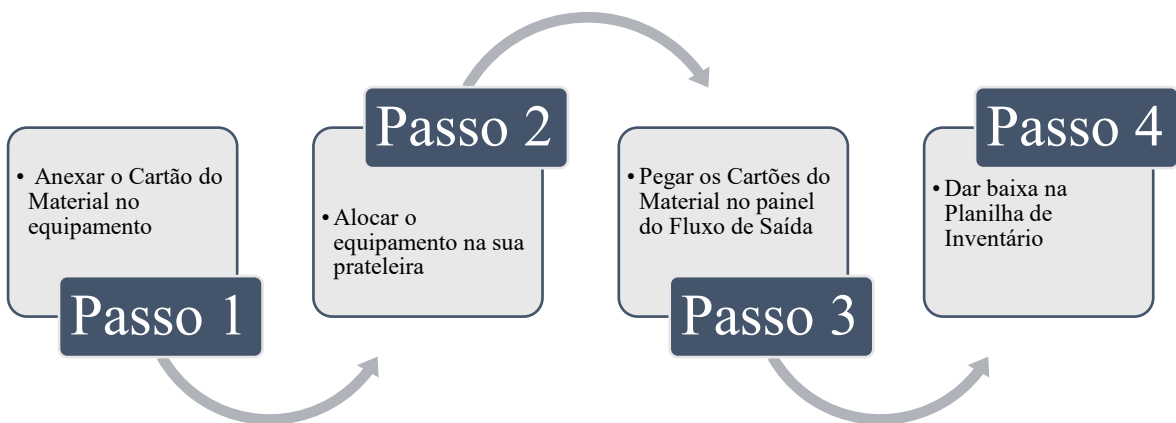 • Anexar o Cartão do
Material no
equipamento
Passo 1
Passo 2
• Alocar o
equipamento na sua
prateleira
• Pegar os Cartões do
Material no painel
do Fluxo de Saída
Passo 3
Passo 4
• Dar baixa na
Planilha de
Inventário